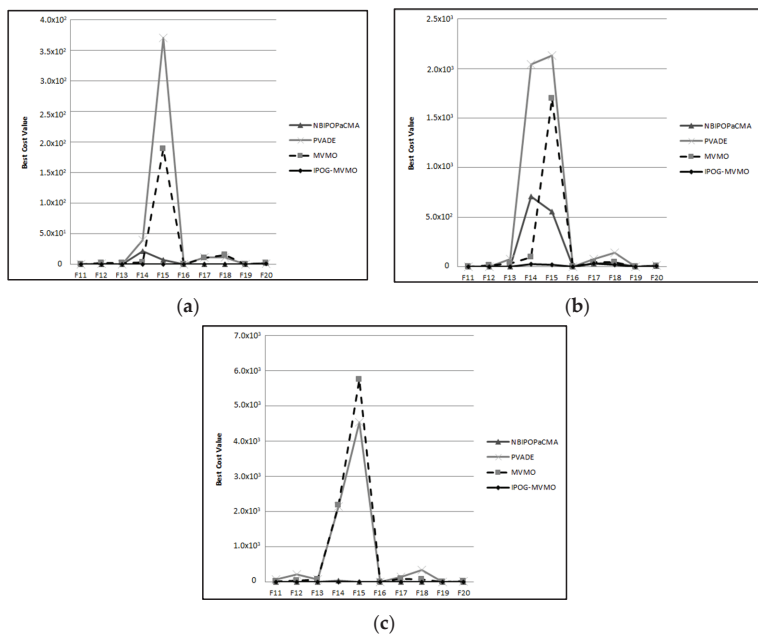 4.0x10²
3.5x10²
3.0x10²
2.5x10²
2.0x10²
1.5x10²
1.0x10²
5.0x10¹
0
Best Cost Value
F11 F12 F13 F14 F15 F16 F17 F18 F19 F20
NBIPOPaCMA
PVADE
MVMO
IPOG-MVMO
(a)
2.5x10³
2.0x10³
1.5x10³
1.0x10³
5.0x10²
0
Best Cost Value
F11 F12 F13 F14 F15 F16 F17 F18 F19 F20
NBIPOPaCMA
PVADE
MVMO
IPOG-MVMO
(b)
7.0x10³
6.0x10³
5.0x10³
4.0x10³
3.0x10³
2.0x10³
1.0x10³
0
Best Cost Value
F11 F12 F13 F14 F15 F16 F17 F18 F19 F20
NBIPOPaCMA
PVADE
MVMO
IPOG-MVMO
(c)